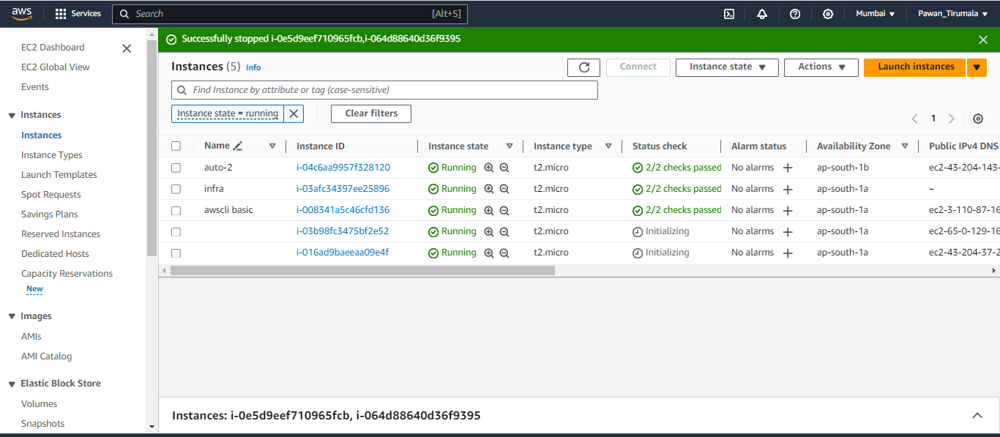 aws Services Search [Alt+S] Mumbai Pawan_Tirumala
EC2 Dashboard
EC2 Global View
Events
Instances
Instances
Instance Types
Launch Templates
Spot Requests
Savings Plans
Reserved Instances
Dedicated Hosts
Capacity Reservations
New
Images
AMIs
AMI Catalog
Elastic Block Store
Volumes
Snapshots
Successfully stopped i-0e5d9eef710965fcb,i-064d88640d36f9395
Instances (5) Info Connect Instance state Actions Launch instances
Find Instance by attribute or tag (case-sensitive)
Instance state = running Clear filters
1
Name Instance ID Instance state Instance type Status check Alarm status Availability Zone Public IPv4 DNS
auto-2 i-04c6aa9957f328120 Running t2.micro 2/2 checks passed No alarms ap-south-1b ec2-43-204-143-
infra i-03afc34397ee25896 Running t2.micro 2/2 checks passed No alarms ap-south-1a –
awscli basic i-008341a5c46cfd136 Running t2.micro 2/2 checks passed No alarms ap-south-1a ec2-3-110-87-16
i-03b98fc3475bf2e52 Running t2.micro Initializing No alarms ap-south-1a ec2-65-0-129-16
i-016ad9baeeaa09e4f Running t2.micro Initializing No alarms ap-south-1a ec2-43-204-37-2
Instances: i-0e5d9eef710965fcb, i-064d88640d36f9395